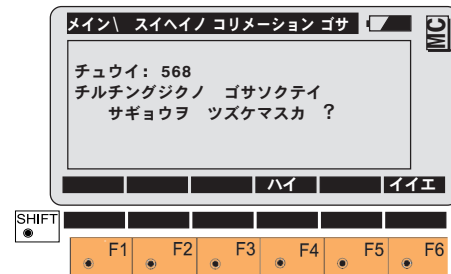 メイン\ スイヘイノ コリメーション ゴサ
MC
チュウイ: 568
チルチングジクノ ゴサソクテイ
サギョウヲ ツズケマスカ ?
ハイ イイエ
SHIFT
F1 F2 F3 F4 F5 F6